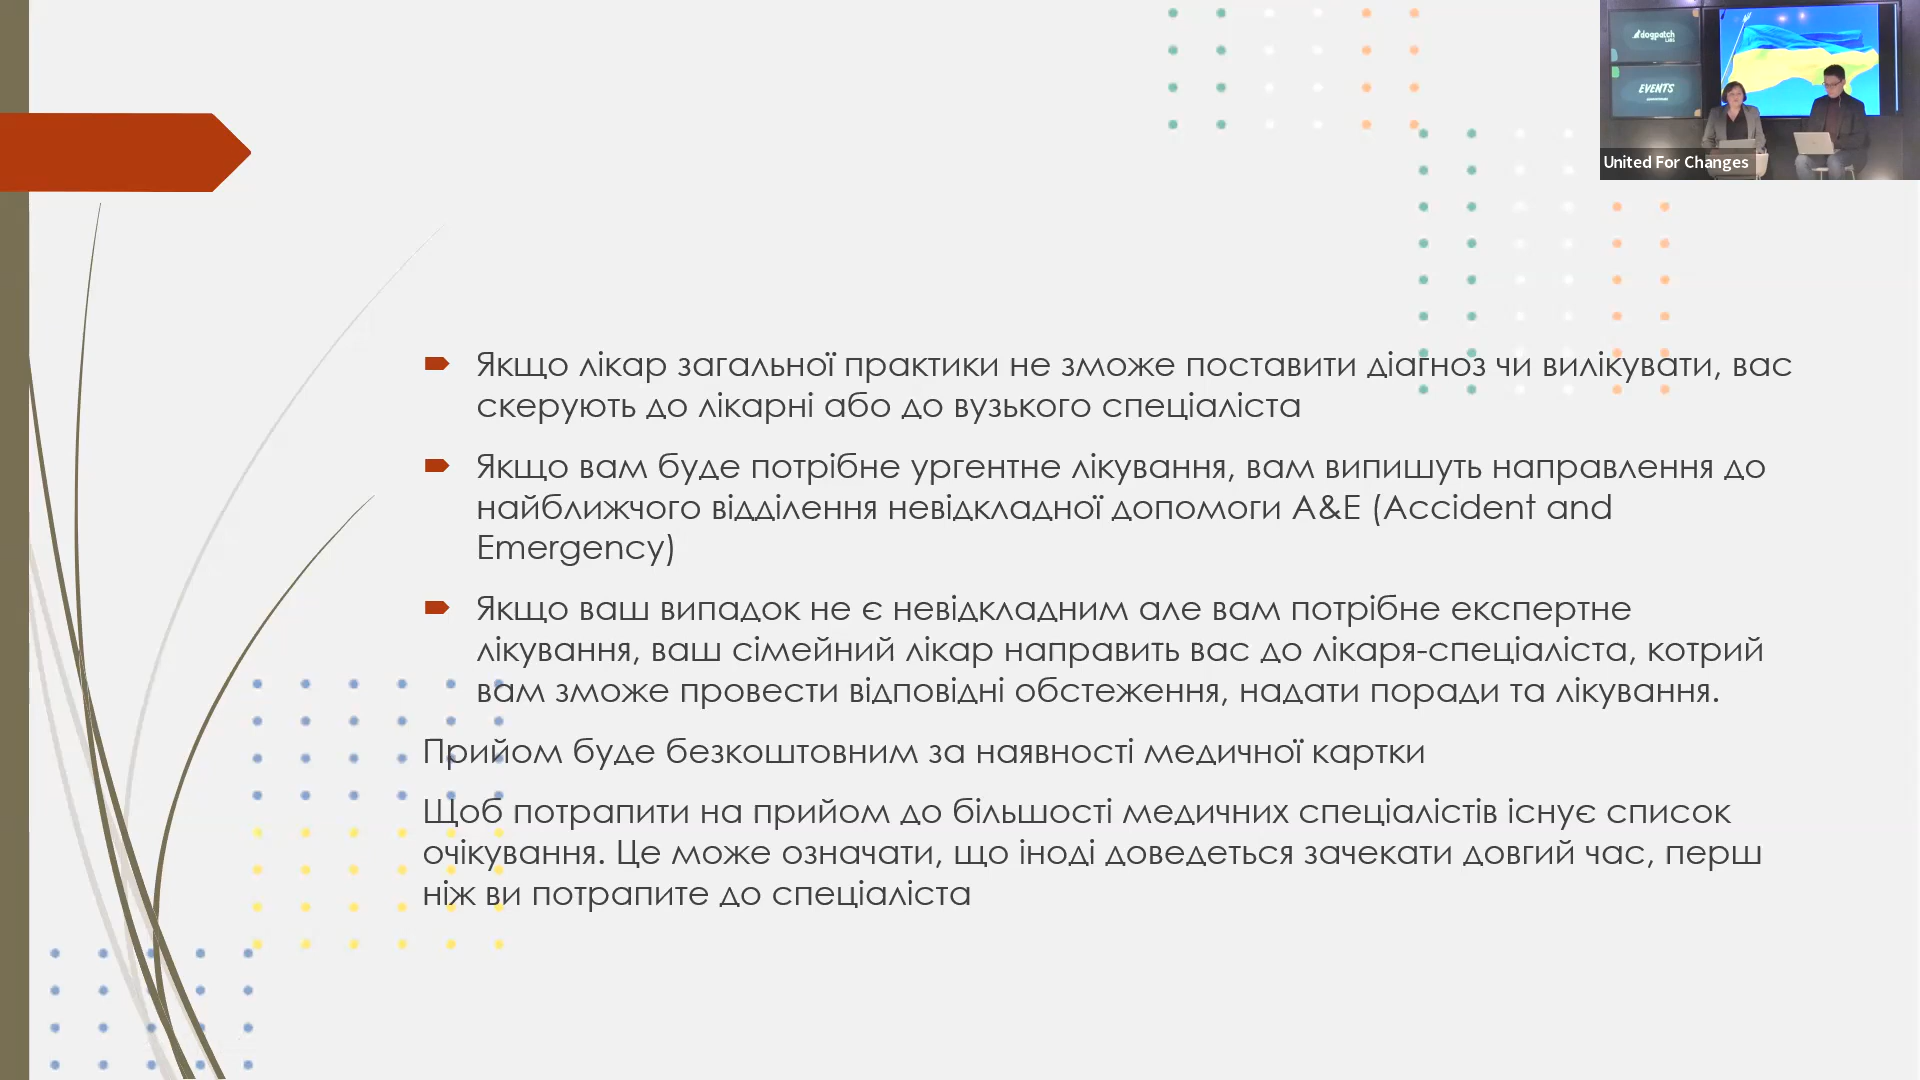 dogpatch
LABS
EVENTS
United For Changes
Якщо лікар загальної практики не зможе поставити діагноз чи вилікувати, вас
скерують до лікарні або до вузького спеціаліста
Якщо вам буде потрібне ургентне лікування, вам випишуть направлення до
найближчого відділення невідкладної допомоги A&E (Accident and
Emergency)
Якщо ваш випадок не є невідкладним але вам потрібне експертне
лікування, ваш сімейний лікар направить вас до лікаря-спеціаліста, котрий
вам зможе провести відповідні обстеження, надати поради та лікування.
Прийом буде безкоштовним за наявності медичної картки
Щоб потрапити на прийом до більшості медичних спеціалістів існує список
очікування. Це може означати, що іноді доведеться зачекати довгий час, перш
ніж ви потрапите до спеціаліста